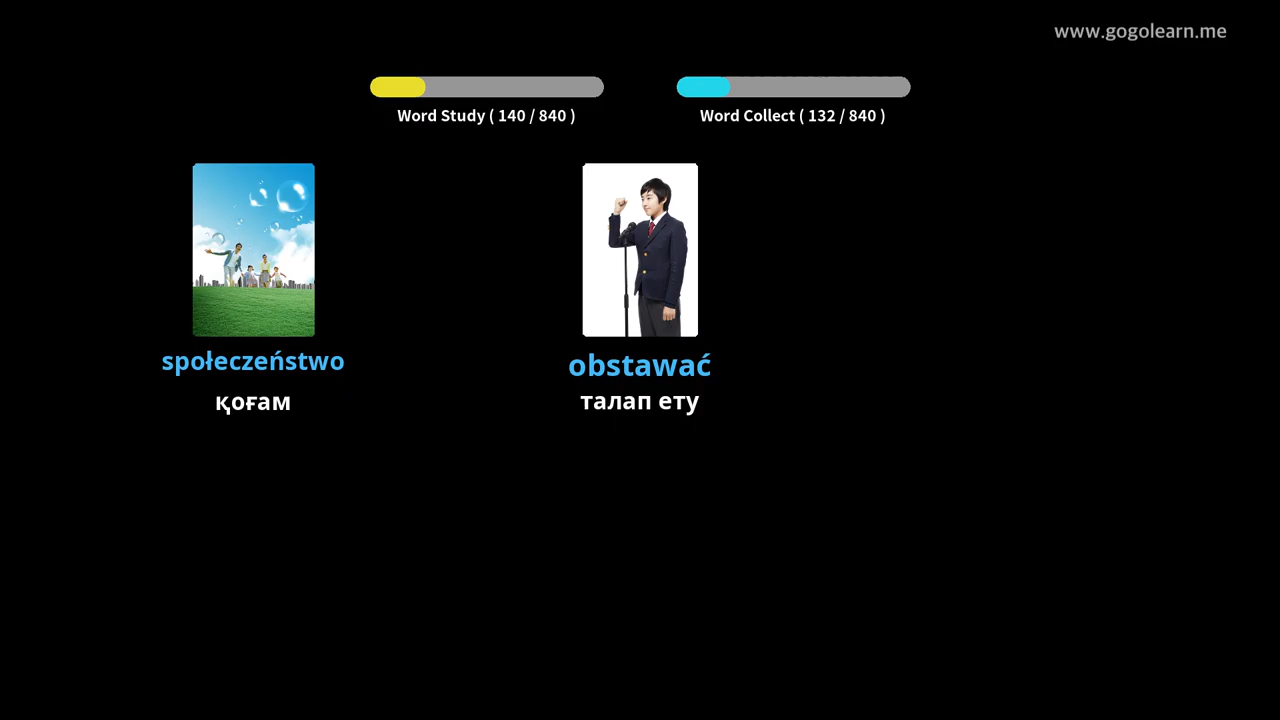 www.gogolearn.me
Word Study ( 140 / 840 )
Word Collect ( 132 / 840 )
społeczeństwo
қоғам
obstawać
талап ету